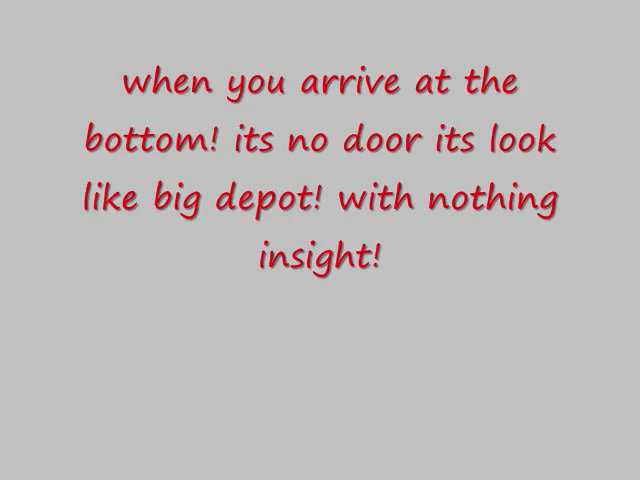 when you arrive at the
bottom! its no door its look
like big depot! with nothing
insight!